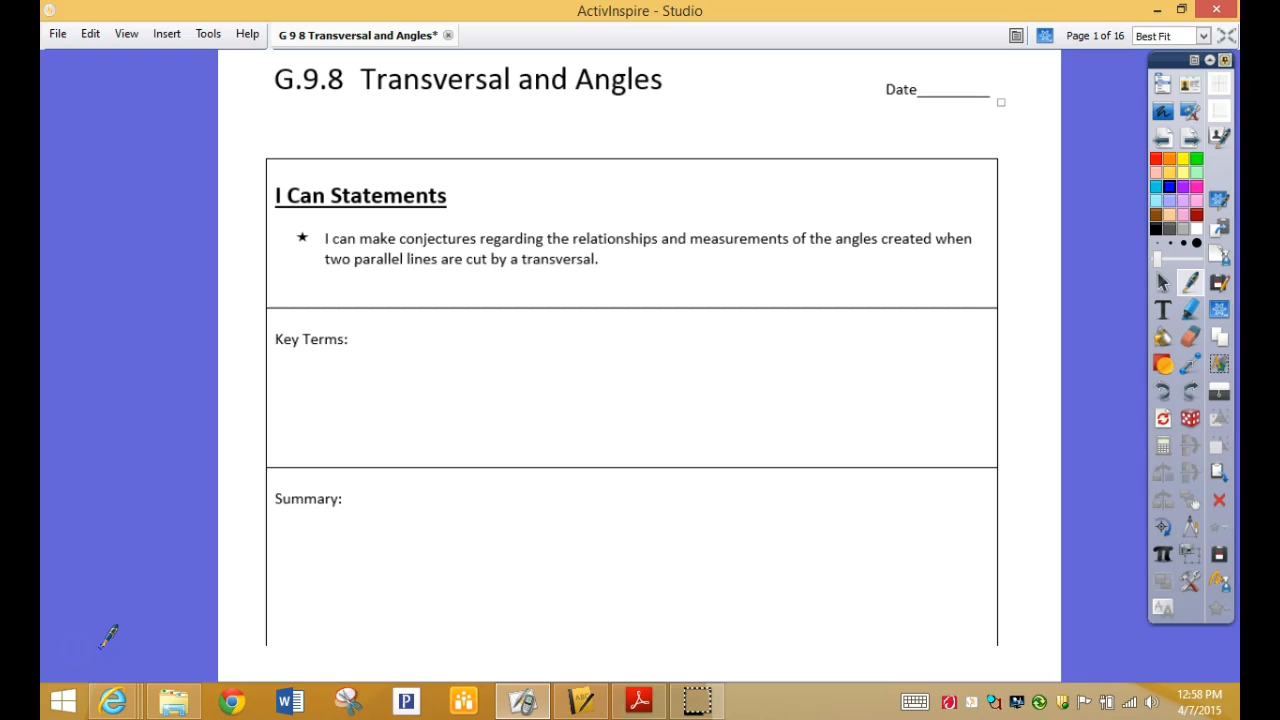 ActivInspire - Studio
File Edit View Insert Tools Help
G 9 8 Transversal and Angles*
Page 1 of 16
Best Fit
G.9.8 Transversal and Angles
Date_________
I Can Statements
★ I can make conjectures regarding the relationships and measurements of the angles created when
two parallel lines are cut by a transversal.
Key Terms:
Summary:
12:58 PM
4/7/2015